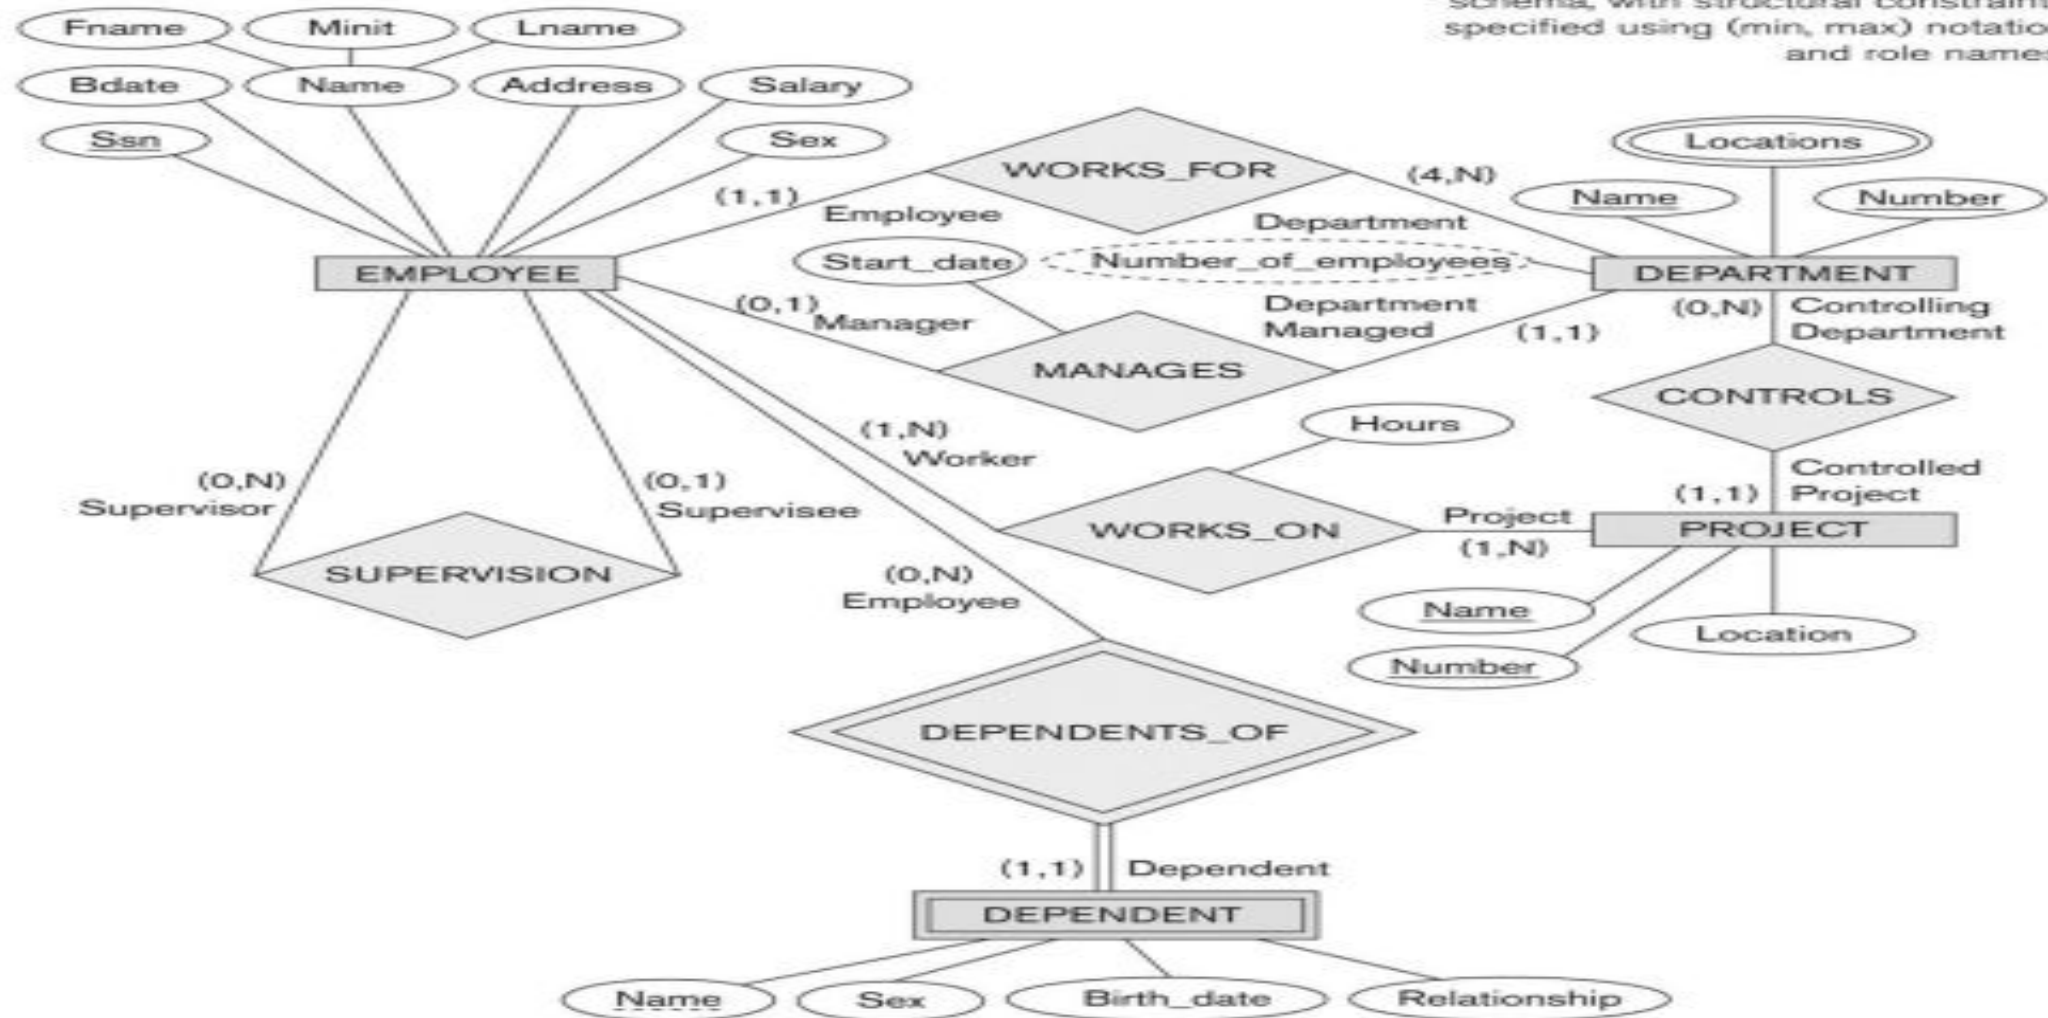 schema, with structural constraint
specified using (min, max) notatio
and role name
Fname
Minit
Lname
Bdate
Name
Address
Salary
Ssn
Sex
WORKS_FOR
(1,1)
Employee
(4,N)
Department
Locations
Name
Number
Start_date
Number_of_employees
EMPLOYEE
DEPARTMENT
(0,1)
Manager
Department
Managed
(1,1)
MANAGES
(0,N)
Controlling
Department
CONTROLS
Hours
(1,N)
Worker
Controlled
Project
(1,1)
(0,N)
Supervisor
(0,1)
Supervisee
SUPERVISION
WORKS_ON
Project
(1,N)
PROJECT
(0,N)
Employee
Name
Number
Location
DEPENDENTS_OF
(1,1)
Dependent
DEPENDENT
Name
Sex
Birth_date
Relationship